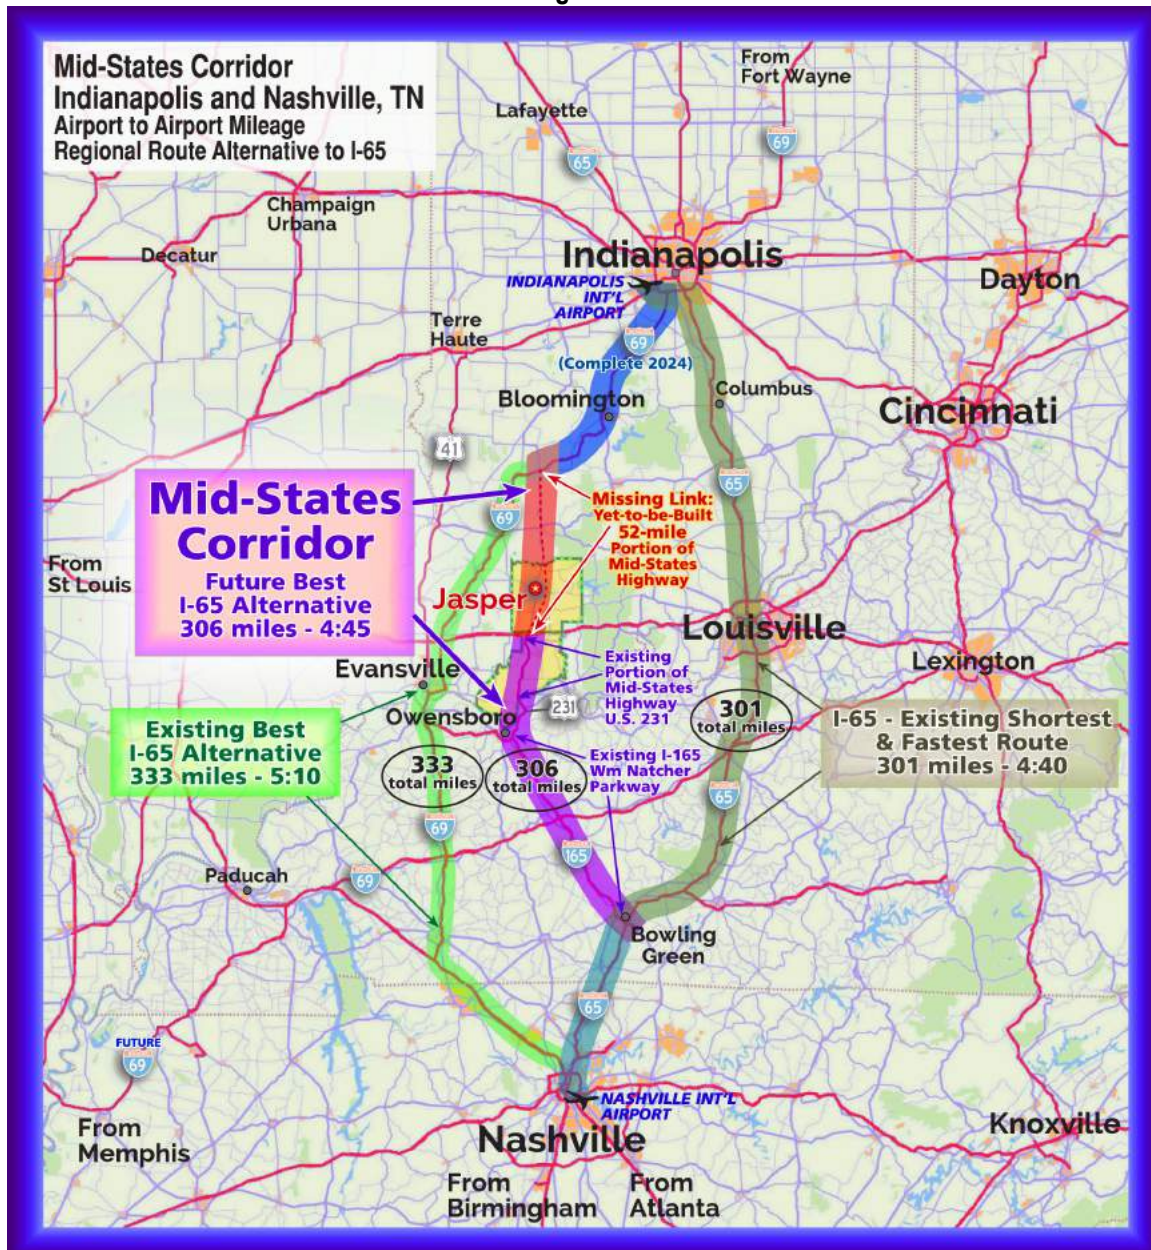 Mid-States Corridor
Indianapolis and Nashville, TN
Airport to Airport Mileage
Regional Route Alternative to I-65
From
Fort Wayne
Lafayette
69
65
Champaign
Urbana
Decatur
Indianapolis
Dayton
INDIANAPOLIS
INT'L
AIRPORT
Terre
Haute
69
(Complete 2024)
Bloomington
Columbus
Cincinnati
41
65
Mid-States
Corridor
Future Best
I-65 Alternative
306 miles - 4:45
69
Missing Link:
Yet-to-be-Built
52-mile
Portion of
Mid-States
Highway
From
St Louis
Jasper
Louisville
Lexington
Evansville
Existing
Portion of
Mid-States
Highway
U.S. 231
231
Owensboro
301
total miles
I-65 - Existing Shortest
& Fastest Route
301 miles - 4:40
Existing Best
I-65 Alternative
333 miles - 5:10
333
total miles
306
total miles
Existing I-165
Wm Natcher
Parkway
65
69
165
Paducah
69
Bowling
Green
65
FUTURE
69
NASHVILLE INT'L
AIRPORT
Nashville
Knoxville
From
Memphis
From
Birmingham
From
Atlanta